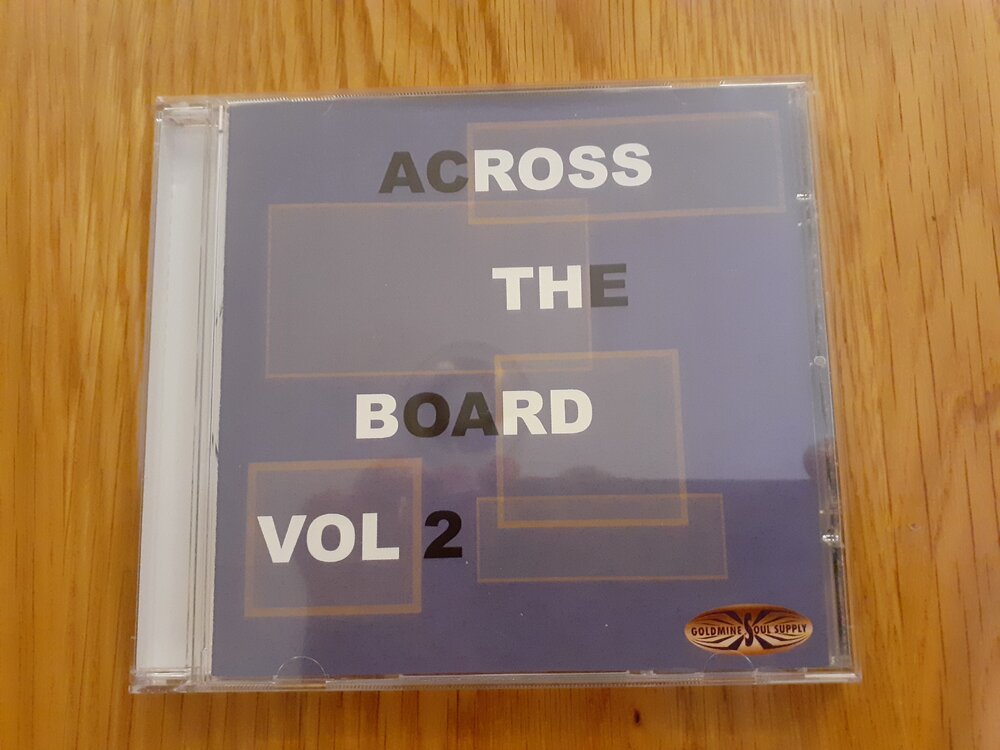 ACROSS
THE
BOARD
VOL 2
GOLDMINE SOUL SUPPLY